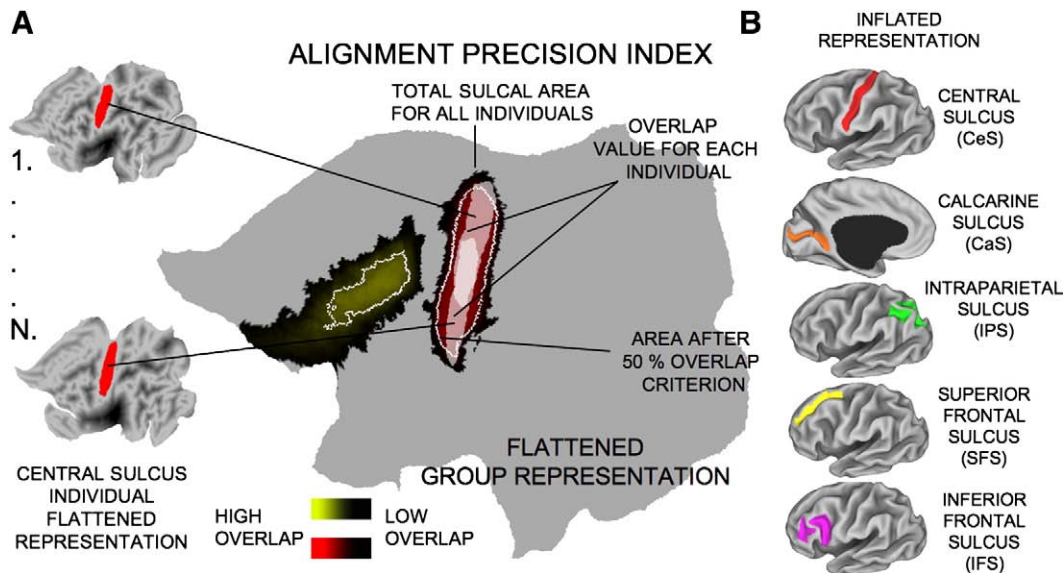 A
ALIGNMENT PRECISION INDEX
TOTAL SULCAL AREA
FOR ALL INDIVIDUALS
OVERLAP
VALUE FOR EACH
INDIVIDUAL
1.
.
.
.
.
N.
AREA AFTER
50 % OVERLAP
CRITERION
FLATTENED
GROUP REPRESENTATION
CENTRAL SULCUS
INDIVIDUAL
FLATTENED
REPRESENTATION
HIGH
OVERLAP
LOW
OVERLAP
B
INFLATED
REPRESENTATION
CENTRAL
SULCUS
(CeS)
CALCARINE
SULCUS
(CaS)
INTRAPARIETAL
SULCUS
(IPS)
SUPERIOR
FRONTAL
SULCUS
(SFS)
INFERIOR
FRONTAL
SULCUS
(IFS)